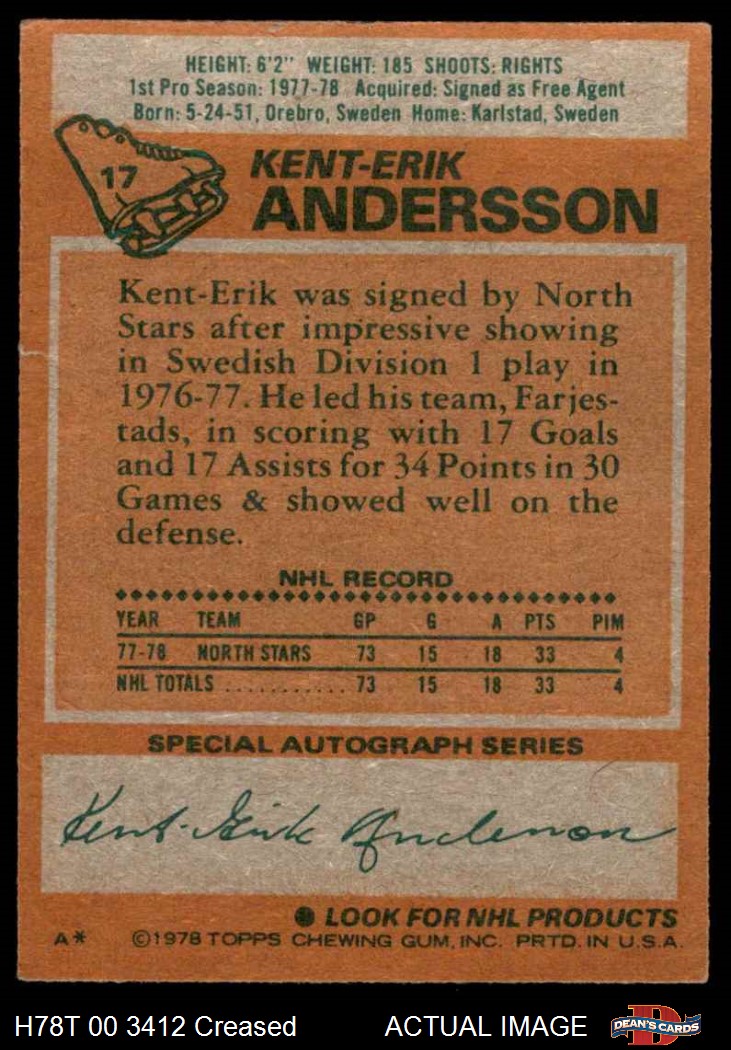 HEIGHT: 6'2" WEIGHT: 185 SHOOTS: RIGHTS
1st Pro Season: 1977-78 Acquired: Signed as Free Agent
Born: 5-24-51, Orebro, Sweden Home: Karlstad, Sweden
17
KENT-ERIK
ANDERSSON
Kent-Erik was signed by North
Stars after impressive showing
in Swedish Division 1 play in
1976-77. He led his team, Farjes-
tads, in scoring with 17 Goals
and 17 Assists for 34 Points in 30
Games & showed well on the
defense.
NHL RECORD
YEAR TEAM GP G A PTS PIM
77-78 NORTH STARS 73 15 18 33 4
NHL TOTALS ........... 73 15 18 33 4
SPECIAL AUTOGRAPH SERIES
Kent-Erik Andersson
● LOOK FOR NHL PRODUCTS
A* ©1978 TOPPS CHEWING GUM, INC. PRTD. IN U.S.A.
H78T 00 3412 Creased ACTUAL IMAGE D DEAN'S CARDS